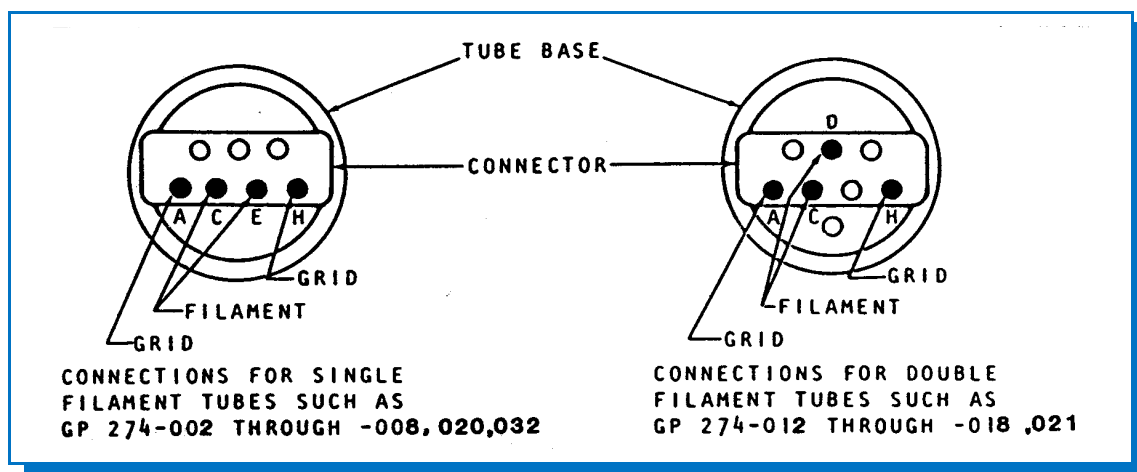 TUBE BASE
CONNECTOR
A C E H
GRID
FILAMENT
GRID
CONNECTIONS FOR SINGLE
FILAMENT TUBES SUCH AS
GP 274-002 THROUGH -008,020,032
D
A C H
GRID
FILAMENT
GRID
CONNECTIONS FOR DOUBLE
FILAMENT TUBES SUCH AS
GP 274-012 THROUGH -018 ,021